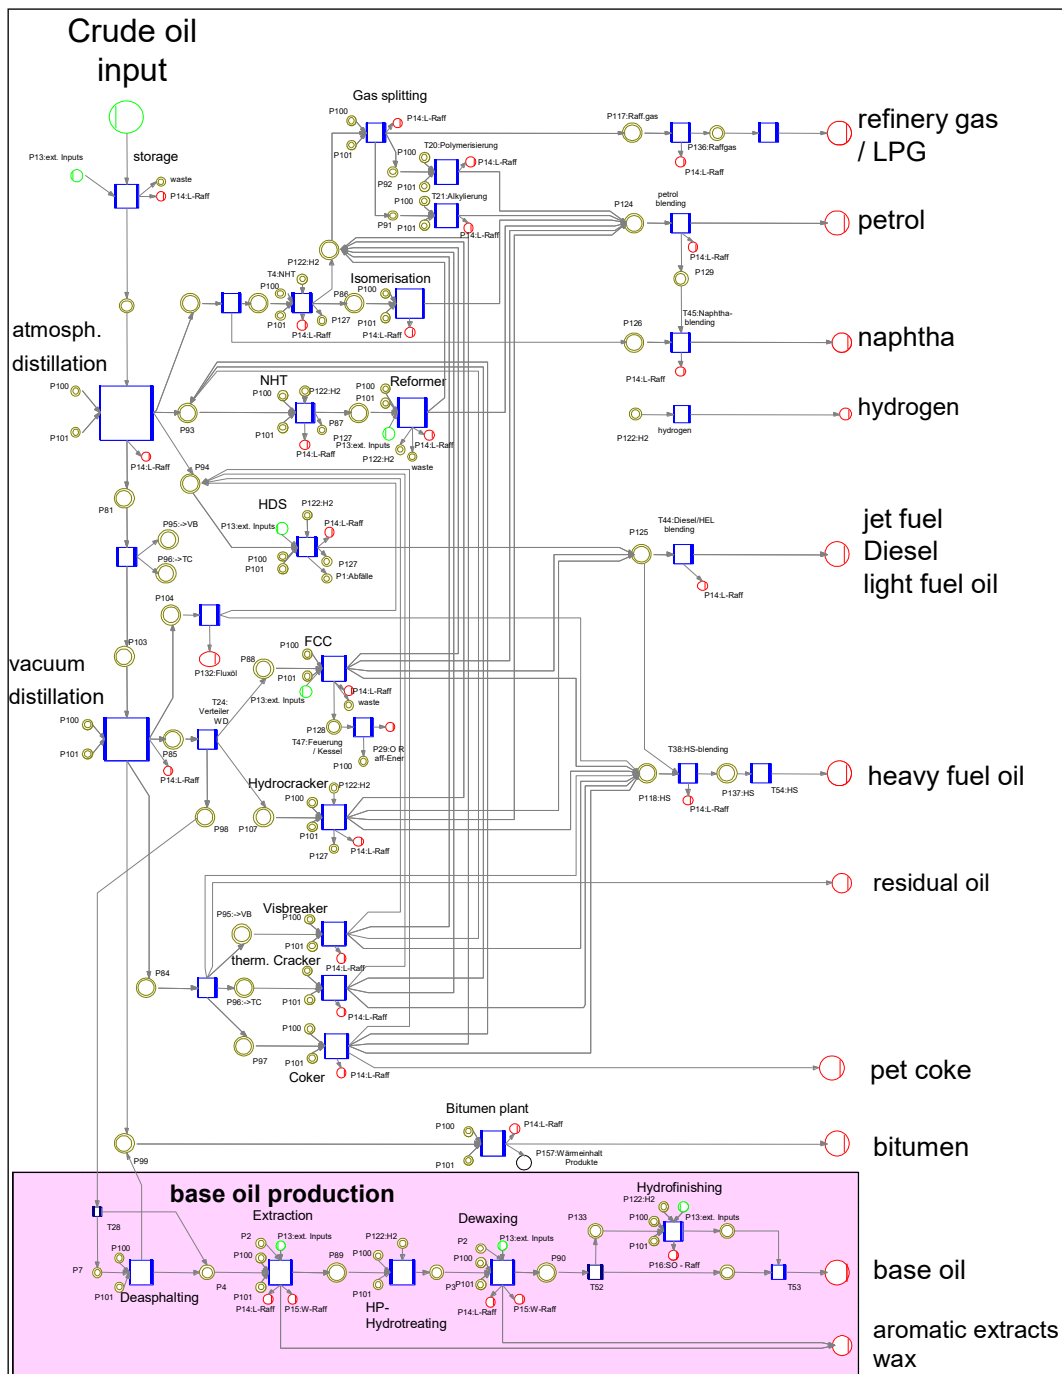 Crude oil
input
P13:ext. Inputs
storage
waste
P14:L-Raff
Gas splitting
P100
P101
P14:L-Raff
P92
P91
P100
P101
T20:Polymerisierung
P14:L-Raff
T21:Alkylierung
P100
P101
P14:L-Raff
P117:Raff.gas
P136:Raffgas
P14:L-Raff
refinery gas
/ LPG
P124
petrol
blending
P14:L-Raff
P129
petrol
P122:H2
T4:NHT
P100
P101
P14:L-Raff
P86
P127
Isomerisation
P100
P101
P14:L-Raff
P126
T45:Naphtha-
blending
P14:L-Raff
naphtha
atmosph.
distillation
P100
P101
P14:L-Raff
P93
P94
NHT
P100
P122:H2
P101
P14:L-Raff
P87
P127
Reformer
P100
P101
P13:ext. Inputs
P14:L-Raff
P122:H2
waste
P122:H2
hydrogen
hydrogen
P81
P95:->VB
P96:->TC
HDS
P122:H2
P13:ext. Inputs
P14:L-Raff
P100
P101
P127
P1:Abfälle
P125
T44:Diesel/HEL
blending
P14:L-Raff
jet fuel
Diesel
light fuel oil
P104
P103
P132:Fluxöl
vacuum
distillation
P100
P101
P85
P14:L-Raff
T24:
Verteiler
WD
P88
FCC
P100
P101
P13:ext. Inputs
P14:L-Raff
waste
P128
T47:Feuerung
/ Kessel
P29:O R
aff-Ener
P100
P98
P107
Hydrocracker
P122:H2
P100
P101
P14:L-Raff
P127
T38:HS-blending
P118:HS
P14:L-Raff
P137:HS
T54:HS
heavy fuel oil
residual oil
P84
P95:->VB
Visbreaker
P100
P101
P14:L-Raff
therm. Cracker
P96:->TC
P101
P14:L-Raff
P97
P100
P101
Coker
P14:L-Raff
pet coke
Bitumen plant
P100
P101
P14:L-Raff
P157:Wärmeinhalt
Produkte
bitumen
P99
base oil production
T28
P7
P100
P101
Deasphalting
P4
Extraction
P2
P13:ext. Inputs
P100
P101
P14:L-Raff
P15:W-Raff
P89
P122:H2
P100
P101
HP-
Hydrotreating
P3
Dewaxing
P2
P13:ext. Inputs
P100
P101
P14:L-Raff
P15:W-Raff
P90
T52
P133
Hydrofinishing
P122:H2
P13:ext. Inputs
P100
P101
P16:SO - Raff
T53
base oil
aromatic extracts
wax